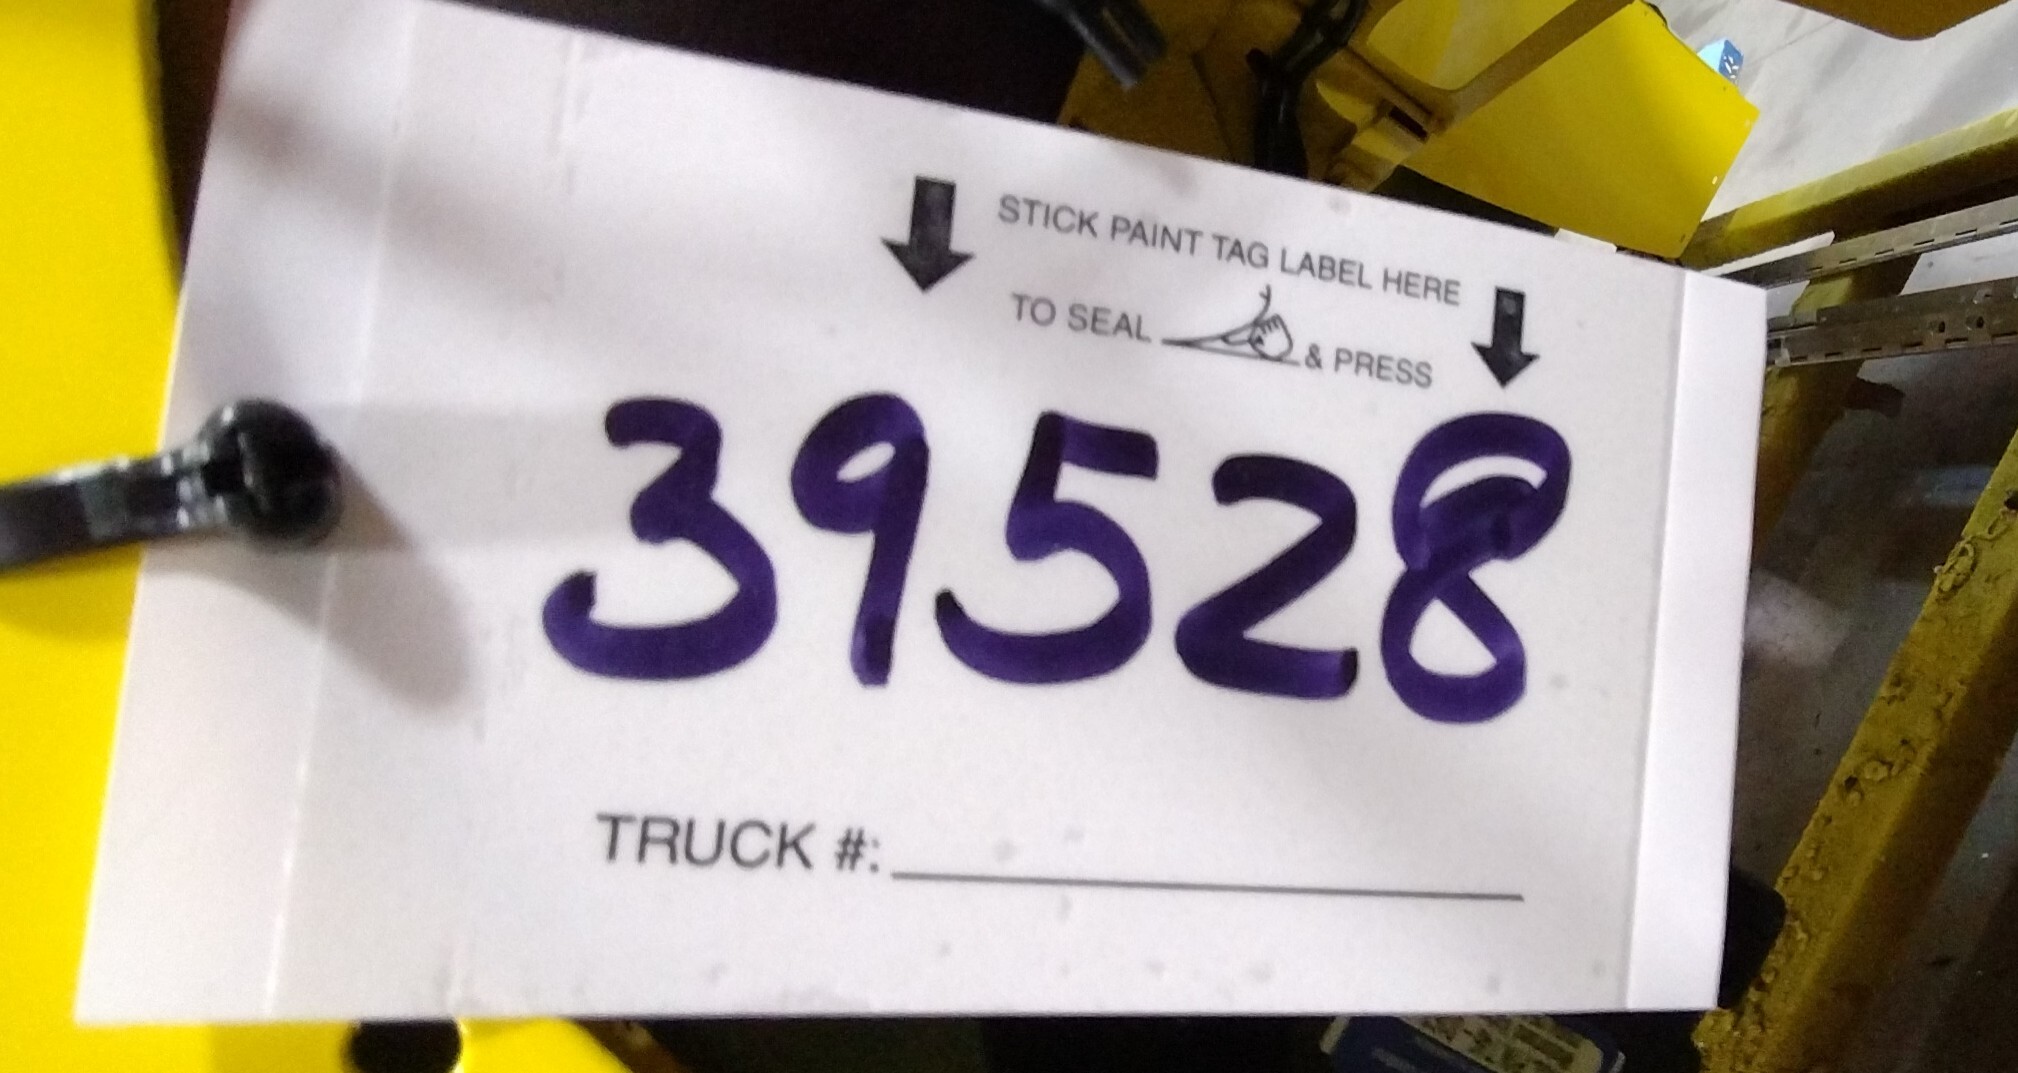 STICK PAINT TAG LABEL HERE
TO SEAL & PRESS
39528
TRUCK #: